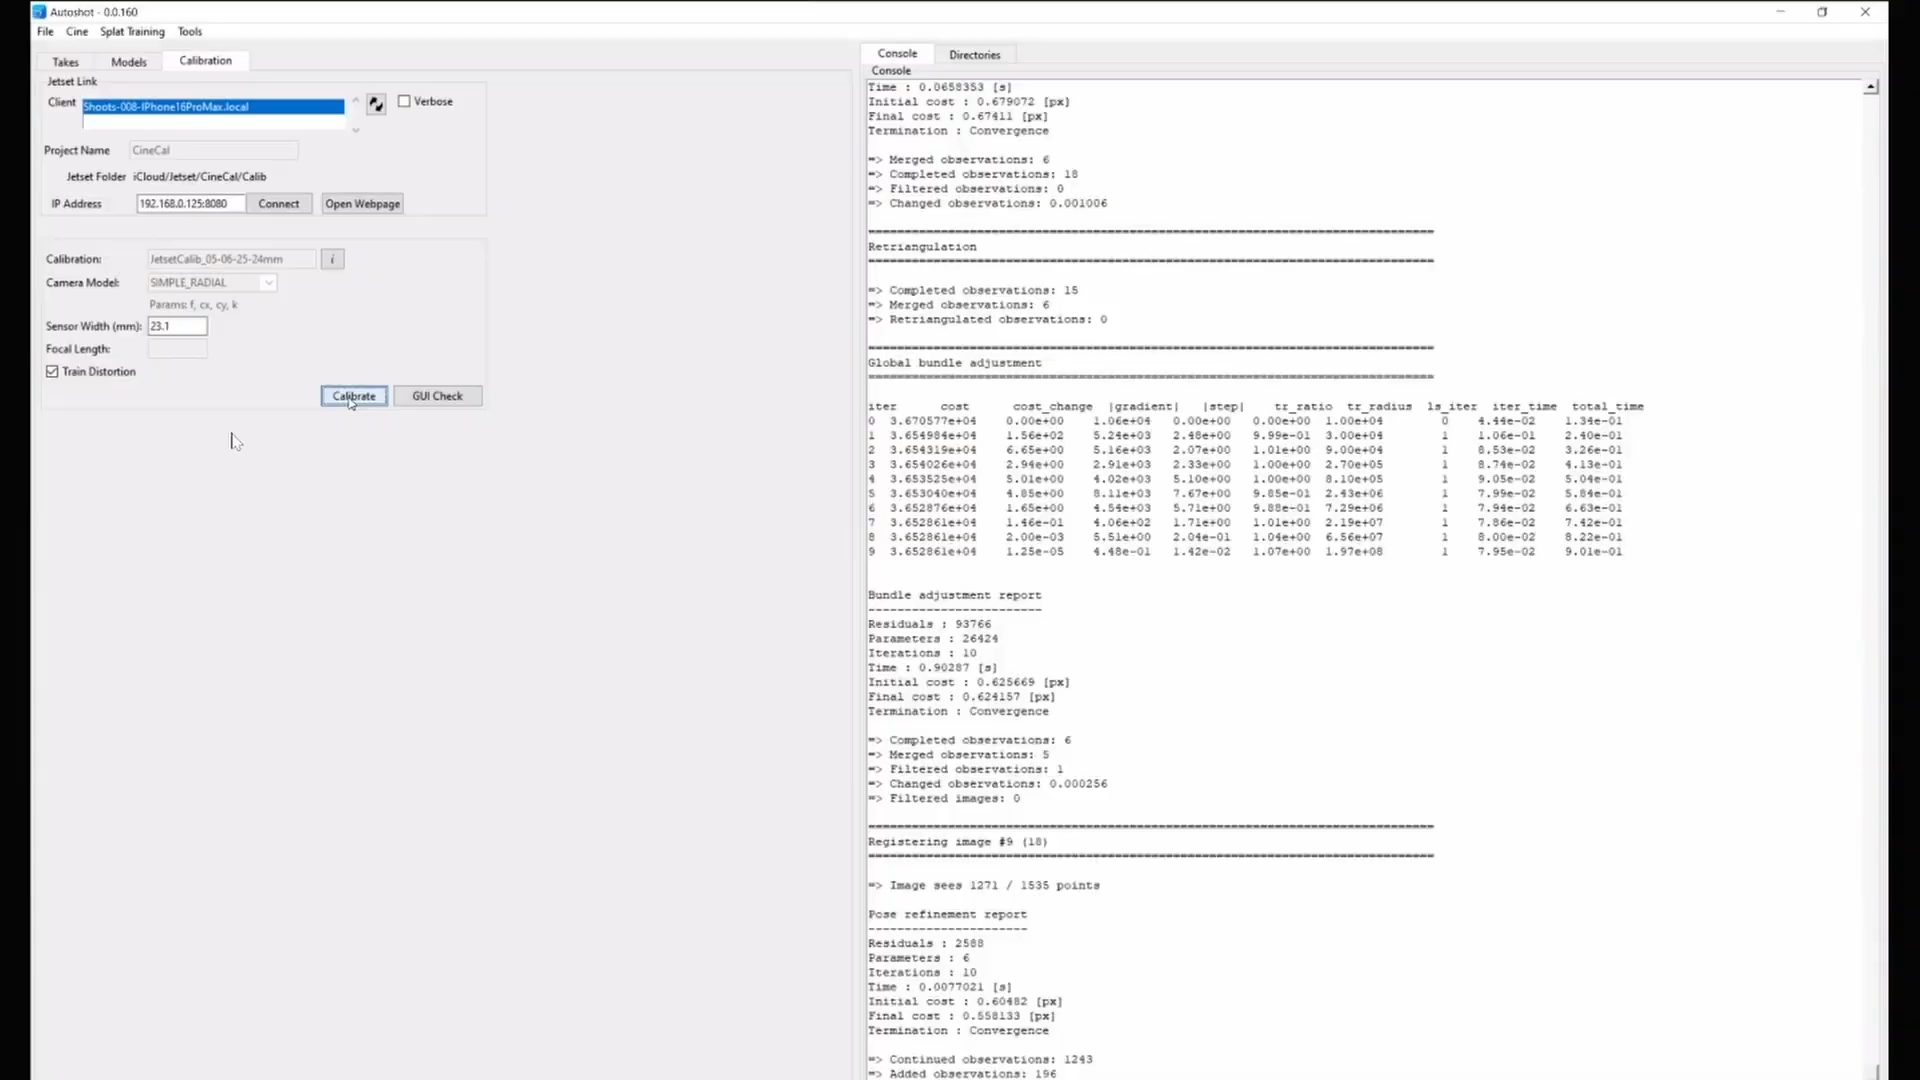 Autoshot - 0.0.160
File Cine Splat Training Tools
Takes Models Calibration
Jetset Link
Client Shoots-008-IPhone16ProMax.local Verbose
Project Name CineCal
Jetset Folder iCloud/Jetset/CineCal/Calib
IP Address 192.168.0.125:8080 Connect Open Webpage
Calibration: JetsetCalib_05-06-25-24mm i
Camera Model: SIMPLE_RADIAL
Params: f, cx, cy, k
Sensor Width (mm): 23.1
Focal Length:
Train Distortion
Calibrate GUI Check
Console Directories
Console
Time : 0.0658353 [s]
Initial cost : 0.679072 [px]
Final cost : 0.67411 [px]
Termination : Convergence
=> Merged observations: 6
=> Completed observations: 18
=> Filtered observations: 0
=> Changed observations: 0.001006
==============================================================================
Retriangulation
==============================================================================
=> Completed observations: 15
=> Merged observations: 6
=> Retriangulated observations: 0
==============================================================================
Global bundle adjustment
==============================================================================
iter cost cost_change |gradient| |step| tr_ratio tr_radius ls_iter iter_time total_time
0 3.670577e+04 0.00e+00 1.06e+04 0.00e+00 0.00e+00 1.00e+04 0 4.44e-02 1.34e-01
1 3.654984e+04 1.56e+02 5.24e+03 2.48e+00 9.99e-01 3.00e+04 1 1.06e-01 2.40e-01
2 3.654319e+04 6.65e+00 5.16e+03 2.07e+00 1.01e+00 9.00e+04 1 8.53e-02 3.26e-01
3 3.654026e+04 2.94e+00 2.91e+03 2.33e+00 1.00e+00 2.70e+05 1 8.74e-02 4.13e-01
4 3.653525e+04 5.01e+00 4.02e+03 5.10e+00 1.00e+00 8.10e+05 1 9.05e-02 5.04e-01
5 3.653040e+04 4.85e+00 8.11e+03 7.67e+00 9.85e-01 2.43e+06 1 7.99e-02 5.84e-01
6 3.652876e+04 1.65e+00 4.54e+03 5.71e+00 9.88e-01 7.29e+06 1 7.94e-02 6.63e-01
7 3.652861e+04 1.46e-01 4.06e+02 1.71e+00 1.01e+00 2.19e+07 1 7.86e-02 7.42e-01
8 3.652861e+04 2.00e-03 5.51e+00 2.04e-01 1.04e+00 6.56e+07 1 8.00e-02 8.22e-01
9 3.652861e+04 1.25e-05 4.48e-01 1.42e-02 1.07e+00 1.97e+08 1 7.95e-02 9.01e-01
Bundle adjustment report
------------------------
Residuals : 93766
Parameters : 26424
Iterations : 10
Time : 0.90287 [s]
Initial cost : 0.625669 [px]
Final cost : 0.624157 [px]
Termination : Convergence
=> Completed observations: 6
=> Merged observations: 5
=> Filtered observations: 1
=> Changed observations: 0.000256
=> Filtered images: 0
==============================================================================
Registering image #9 (18)
==============================================================================
=> Image sees 1271 / 1535 points
Pose refinement report
----------------------
Residuals : 2588
Parameters : 6
Iterations : 10
Time : 0.0077021 [s]
Initial cost : 0.60482 [px]
Final cost : 0.558133 [px]
Termination : Convergence
=> Continued observations: 1243
=> Added observations: 196